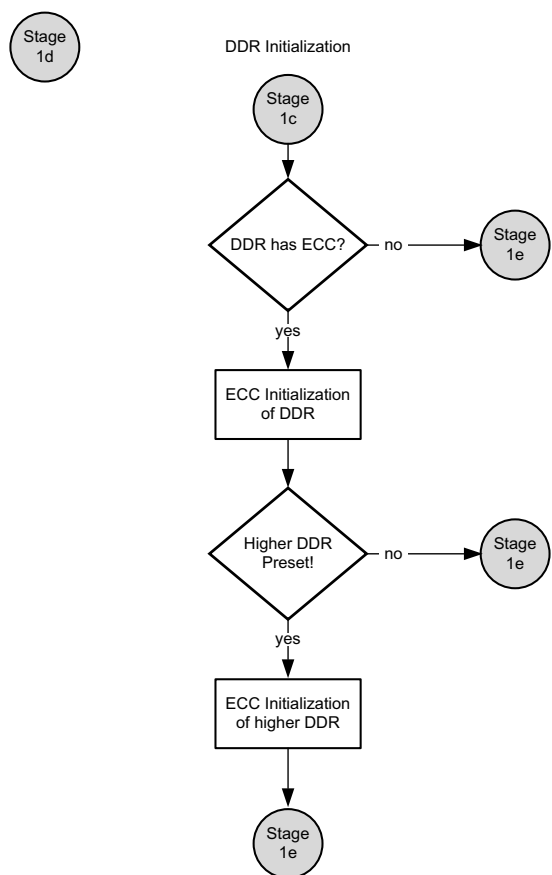 Stage
1d
DDR Initialization
Stage
1c
DDR has ECC?
no
Stage
1e
yes
ECC Initialization
of DDR
Higher DDR
Preset!
no
Stage
1e
yes
ECC Initialization
of higher DDR
Stage
1e